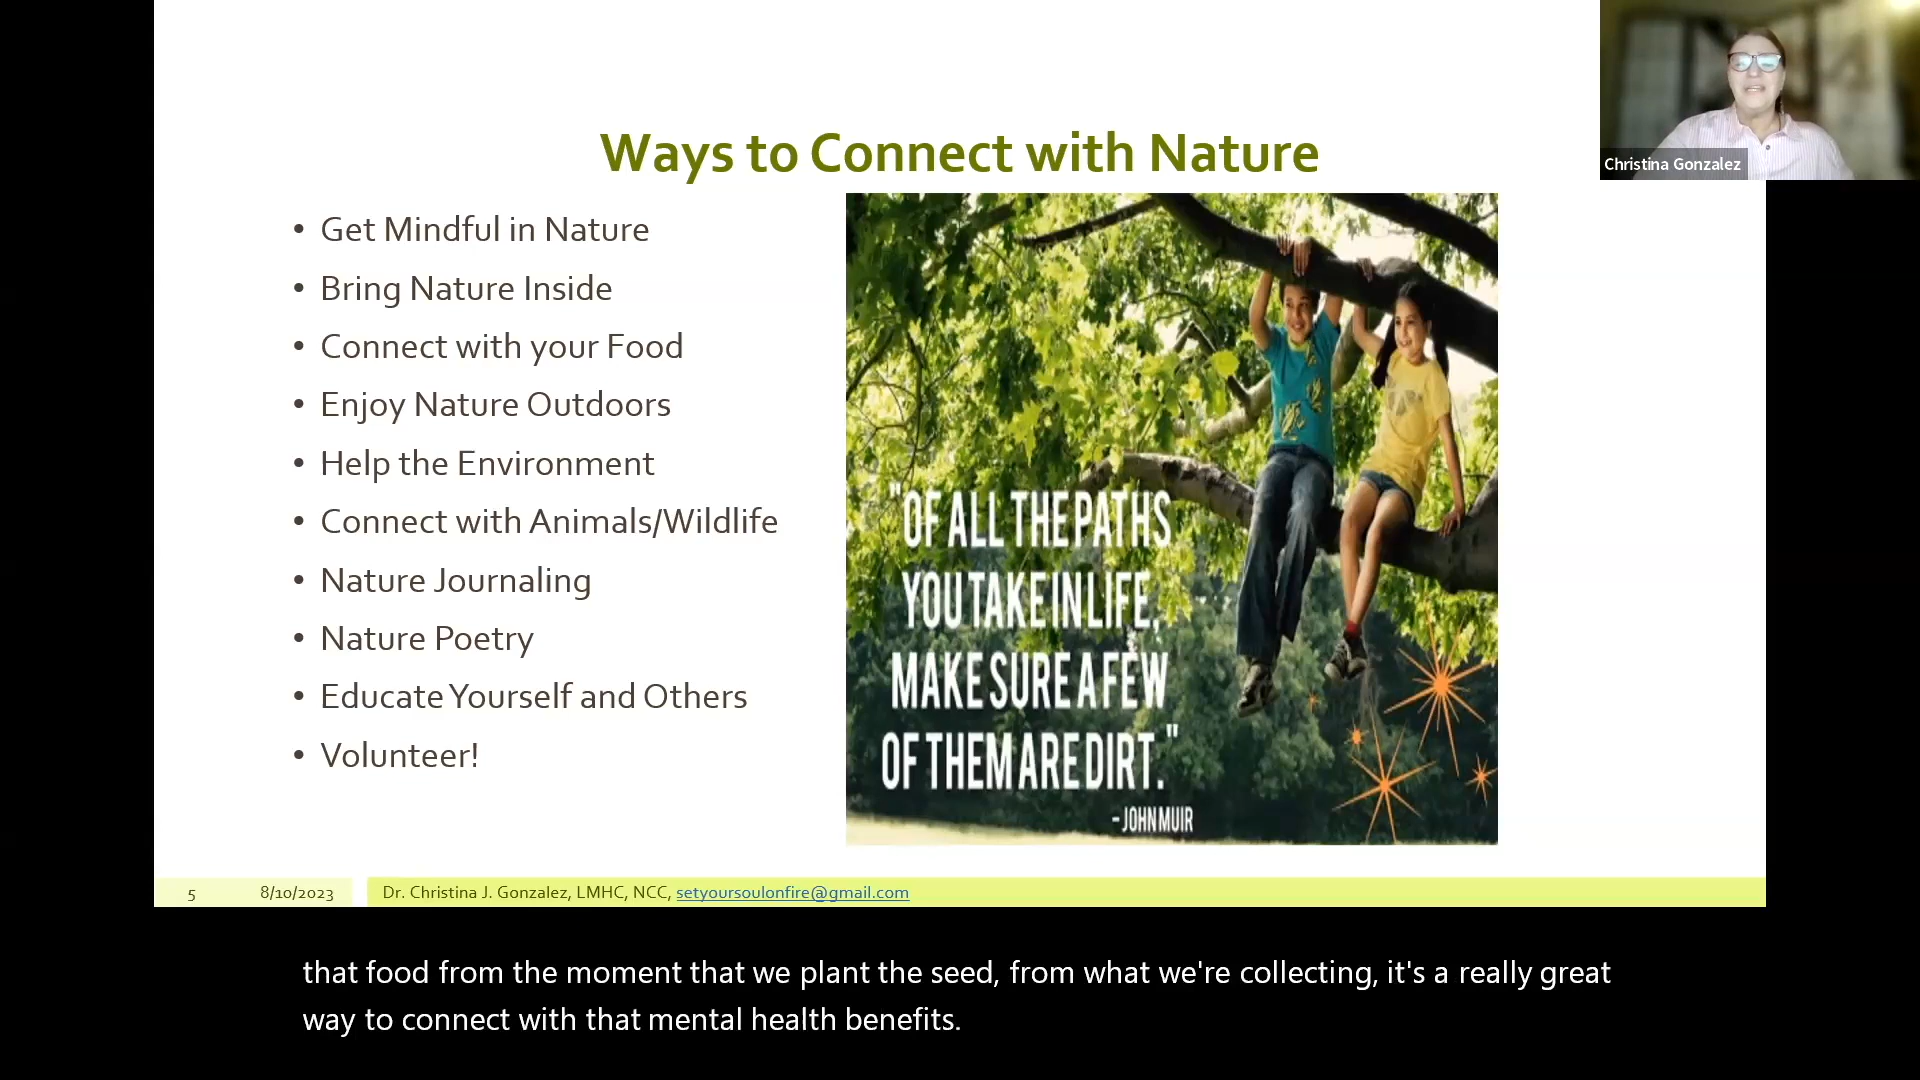 Ways to Connect with Nature
Christina Gonzalez
• Get Mindful in Nature
• Bring Nature Inside
• Connect with your Food
• Enjoy Nature Outdoors
• Help the Environment
• Connect with Animals/Wildlife
• Nature Journaling
• Nature Poetry
• Educate Yourself and Others
• Volunteer!
"OF ALL THE PATHS
YOU TAKE IN LIFE,
MAKE SURE A FEW
OF THEM ARE DIRT."
- JOHN MUIR
5 8/10/2023 Dr. Christina J. Gonzalez, LMHC, NCC, setyoursoulonfire@gmail.com
that food from the moment that we plant the seed, from what we're collecting, it's a really great
way to connect with that mental health benefits.